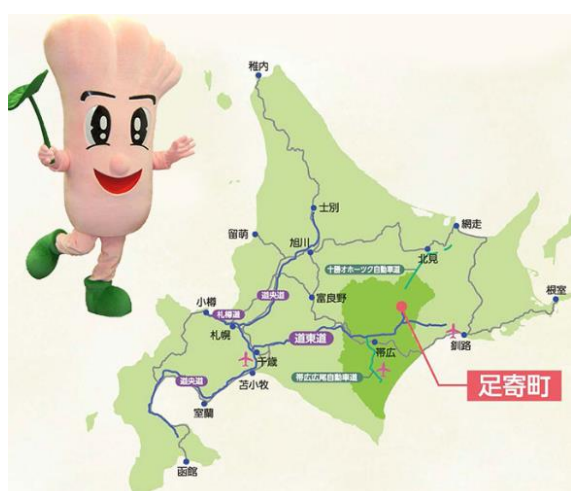 稚内
士別
網走
留萌
旭川
北見
十勝オホーツク自動車道
道央道
富良野
根室
小樽
札樽道
札幌
道東道
帯広
釧路
千歳
足寄町
帯広広尾自動車道
道央道
苫小牧
室蘭
函館